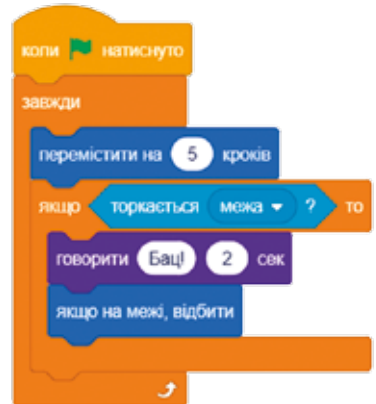 коли натиснуто
завжди
перемістити на 5 кроків
якщо торкається межа ? то
говорити Бац! 2 сек
якщо на межі, відбити